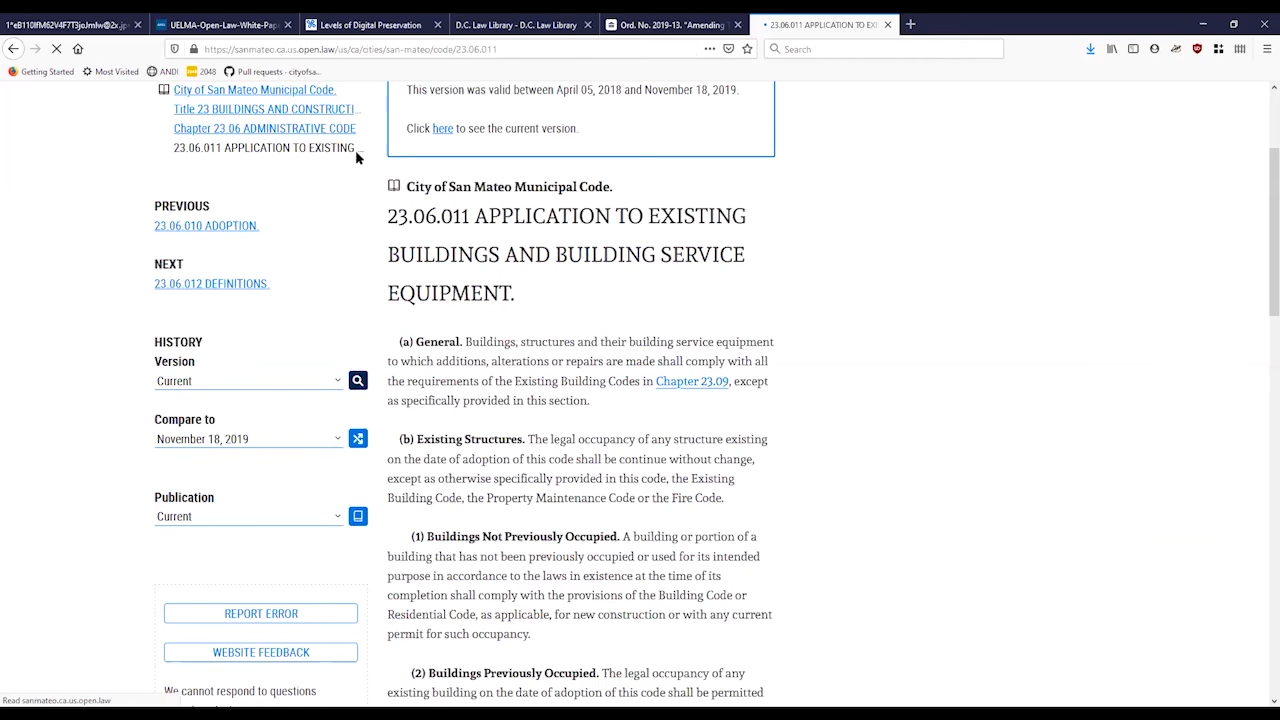 1*eB110IfM62V4F7T3joJmIw@2x.jpe
UELMA-Open-Law-White-Pap
Levels of Digital Preservation
D.C. Law Library - D.C. Law Library
Ord. No. 2019-13. "Amending T
23.06.011 APPLICATION TO EXI
https://sanmateo.ca.us.open.law/us/ca/cities/san-mateo/code/23.06.011
Search
Getting Started
Most Visited
ANDI
2048
Pull requests · cityofsa...
City of San Mateo Municipal Code.
Title 23 BUILDINGS AND CONSTRUCTI...
Chapter 23.06 ADMINISTRATIVE CODE
23.06.011 APPLICATION TO EXISTING ...
PREVIOUS
23.06.010 ADOPTION.
NEXT
23.06.012 DEFINITIONS.
HISTORY
Version
Current
Compare to
November 18, 2019
Publication
Current
REPORT ERROR
WEBSITE FEEDBACK
We cannot respond to questions
This version was valid between April 05, 2018 and November 18, 2019.
Click here to see the current version.
City of San Mateo Municipal Code.
23.06.011 APPLICATION TO EXISTING
BUILDINGS AND BUILDING SERVICE
EQUIPMENT.
(a) General. Buildings, structures and their building service equipment
to which additions, alterations or repairs are made shall comply with all
the requirements of the Existing Building Codes in Chapter 23.09, except
as specifically provided in this section.
(b) Existing Structures. The legal occupancy of any structure existing
on the date of adoption of this code shall be continue without change,
except as otherwise specifically provided in this code, the Existing
Building Code, the Property Maintenance Code or the Fire Code.
(1) Buildings Not Previously Occupied. A building or portion of a
building that has not been previously occupied or used for its intended
purpose in accordance to the laws in existence at the time of its
completion shall comply with the provisions of the Building Code or
Residential Code, as applicable, for new construction or with any current
permit for such occupancy.
(2) Buildings Previously Occupied. The legal occupancy of any
existing building on the date of adoption of this code shall be permitted
Read sanmateo.ca.us.open.law